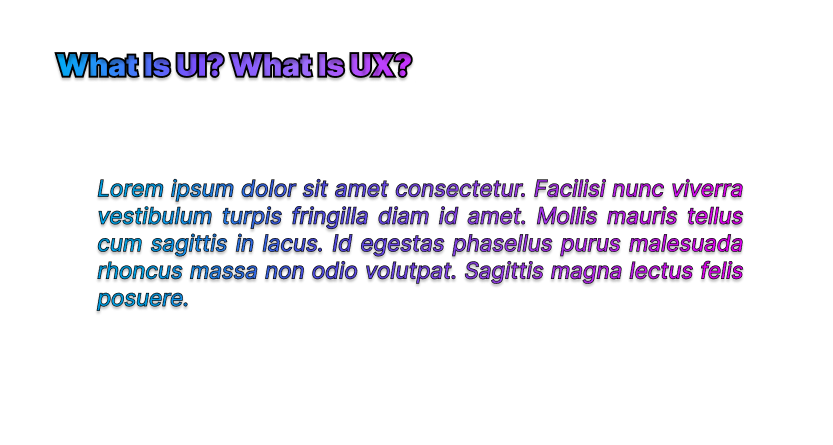 What Is UI? What Is UX?
Lorem ipsum dolor sit amet consectetur. Facilisi nunc viverra
vestibulum turpis fringilla diam id amet. Mollis mauris tellus
cum sagittis in lacus. Id egestas phasellus purus malesuada
rhoncus massa non odio volutpat. Sagittis magna lectus felis
posuere.